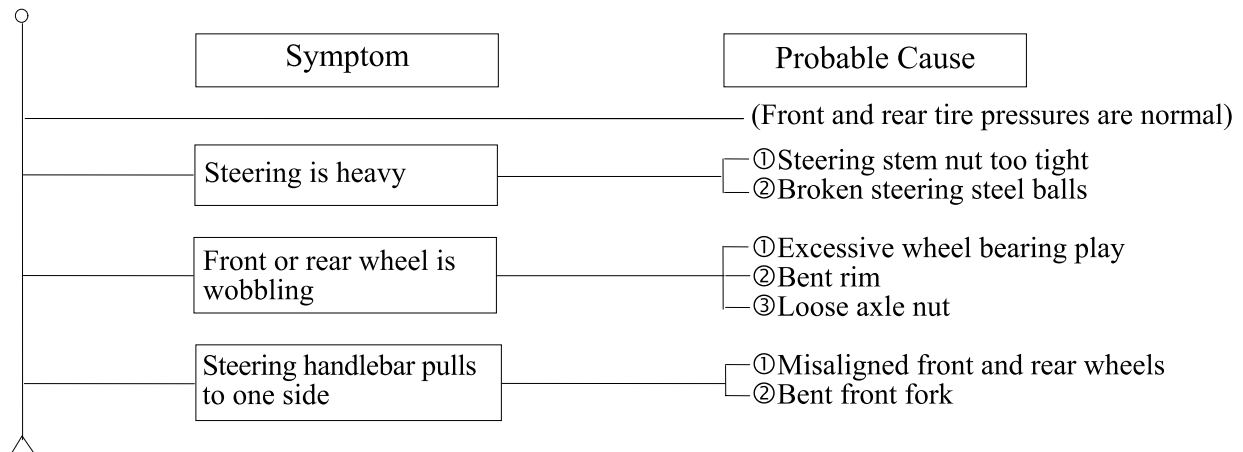 Symptom
Probable Cause
(Front and rear tire pressures are normal)
Steering is heavy
①Steering stem nut too tight
②Broken steering steel balls
Front or rear wheel is
wobbling
①Excessive wheel bearing play
②Bent rim
③Loose axle nut
Steering handlebar pulls
to one side
①Misaligned front and rear wheels
②Bent front fork